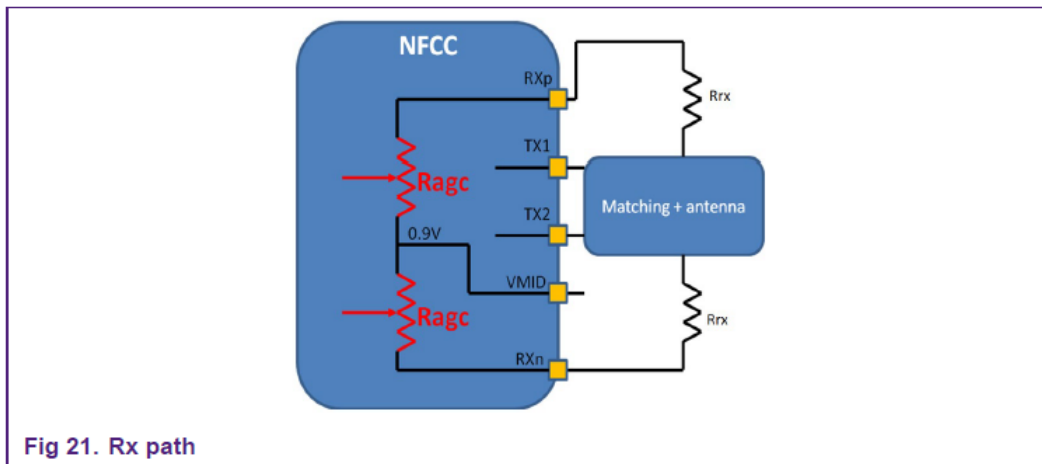 NFCC
RXp
Rrx
TX1
Ragc
Matching + antenna
TX2
0.9V
VMID
Ragc
Rrx
RXn
Fig 21. Rx path